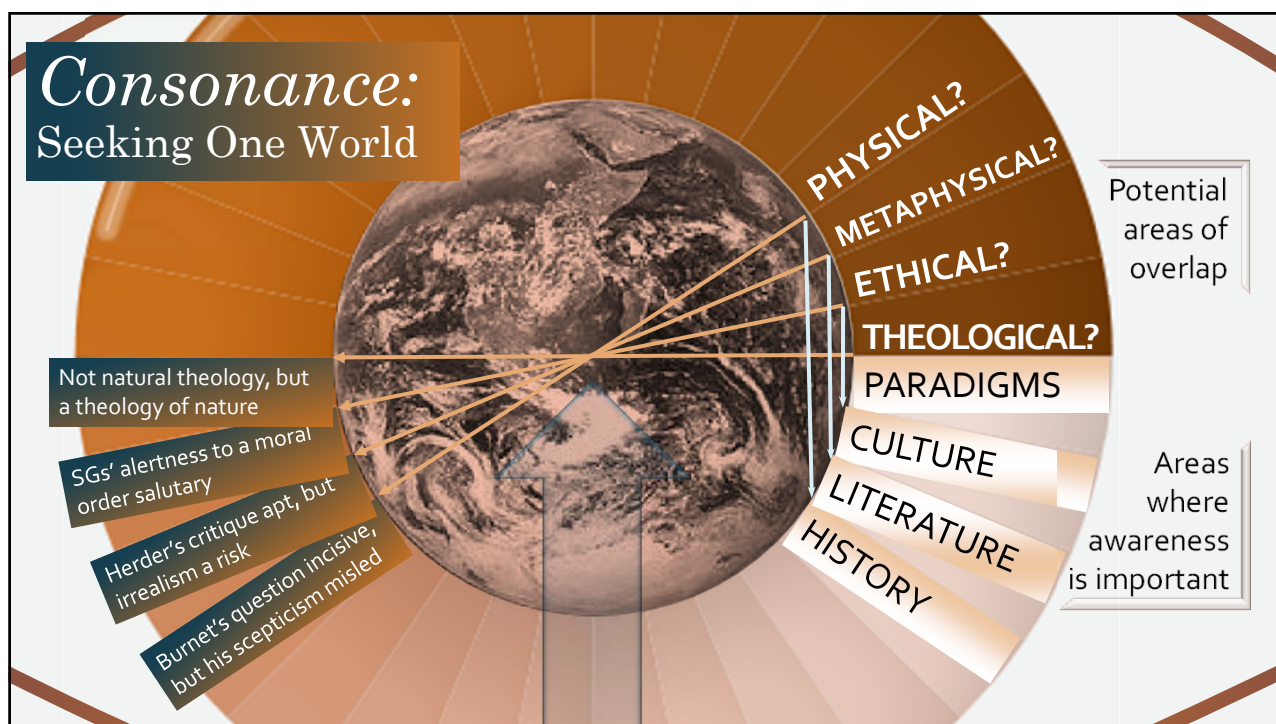 Consonance:
Seeking One World
PHYSICAL?
METAPHYSICAL?
ETHICAL?
THEOLOGICAL?
PARADIGMS
CULTURE
LITERATURE
HISTORY
Potential
areas of
overlap
Areas
where
awareness
is important
Not natural theology, but
a theology of nature
SGs’ alertness to a moral
order salutary
Herder’s critique apt, but
irrealism a risk
Burnet’s question incisive,
but his scepticism misled